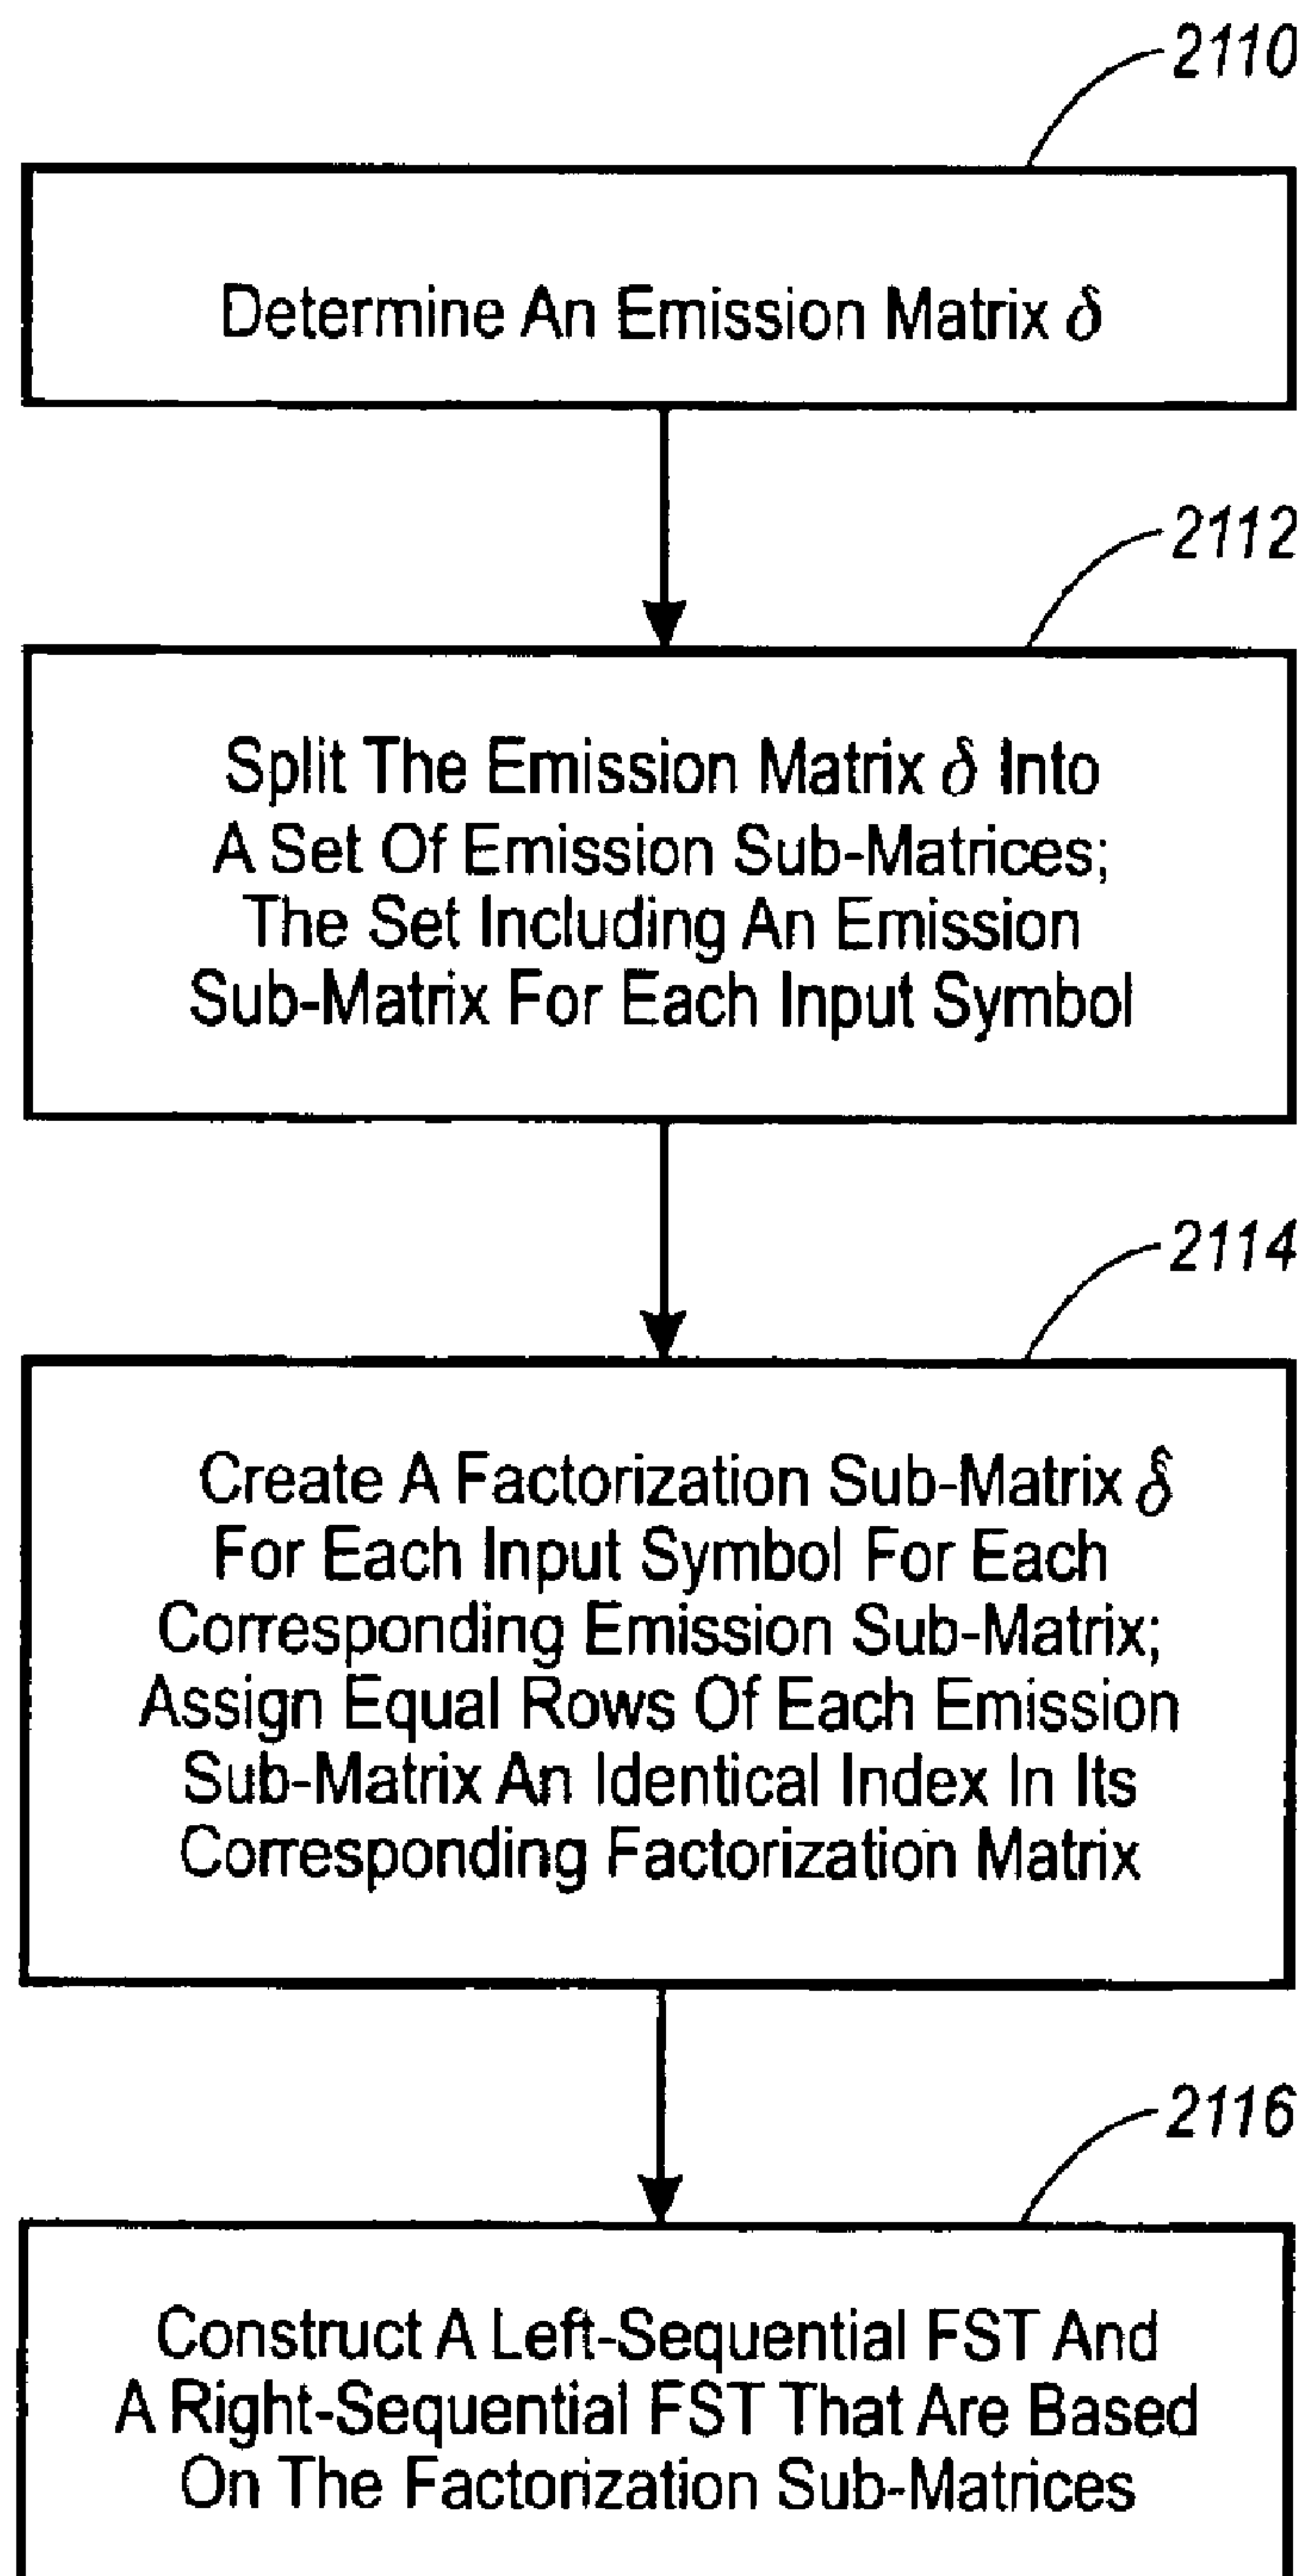 2110
Determine An Emission Matrix δ
2112
Split The Emission Matrix δ Into
A Set Of Emission Sub-Matrices;
The Set Including An Emission
Sub-Matrix For Each Input Symbol
2114
Create A Factorization Sub-Matrix δ̂
For Each Input Symbol For Each
Corresponding Emission Sub-Matrix;
Assign Equal Rows Of Each Emission
Sub-Matrix An Identical Index In Its
Corresponding Factorization Matrix
2116
Construct A Left-Sequential FST And
A Right-Sequential FST That Are Based
On The Factorization Sub-Matrices